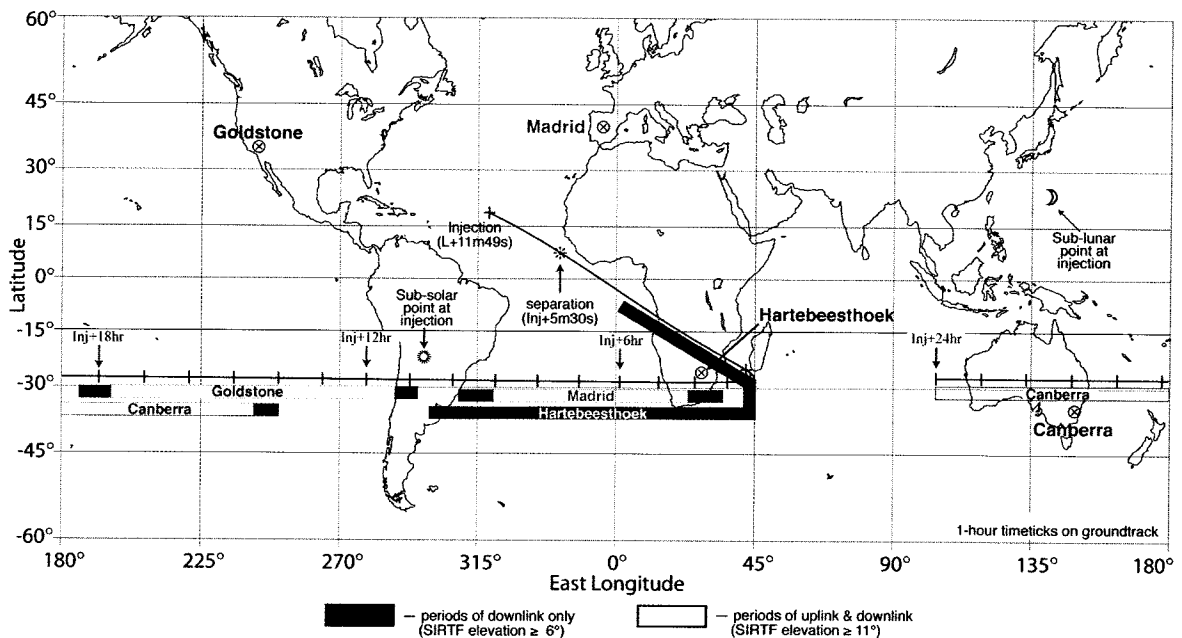 60°
45°
30°
15°
0°
-15°
-30°
-45°
-60°
Latitude
Goldstone
Madrid
Injection
(L+11m49s)
Sub-lunar
point at
injection
separation
(Inj+5m30s)
Sub-solar
point at
injection
Hartebeesthoek
Inj+18hr
Inj+12hr
Inj+6hr
Inj+24hr
Goldstone
Madrid
Canberra
Canberra
Hartebeesthoek
Canberra
1-hour timeticks on groundtrack
180° 225° 270° 315° 0° 45° 90° 135° 180°
East Longitude
– periods of downlink only
(SIRTF elevation ≥ 6°)
– periods of uplink & downlink
(SIRTF elevation ≥ 11°)